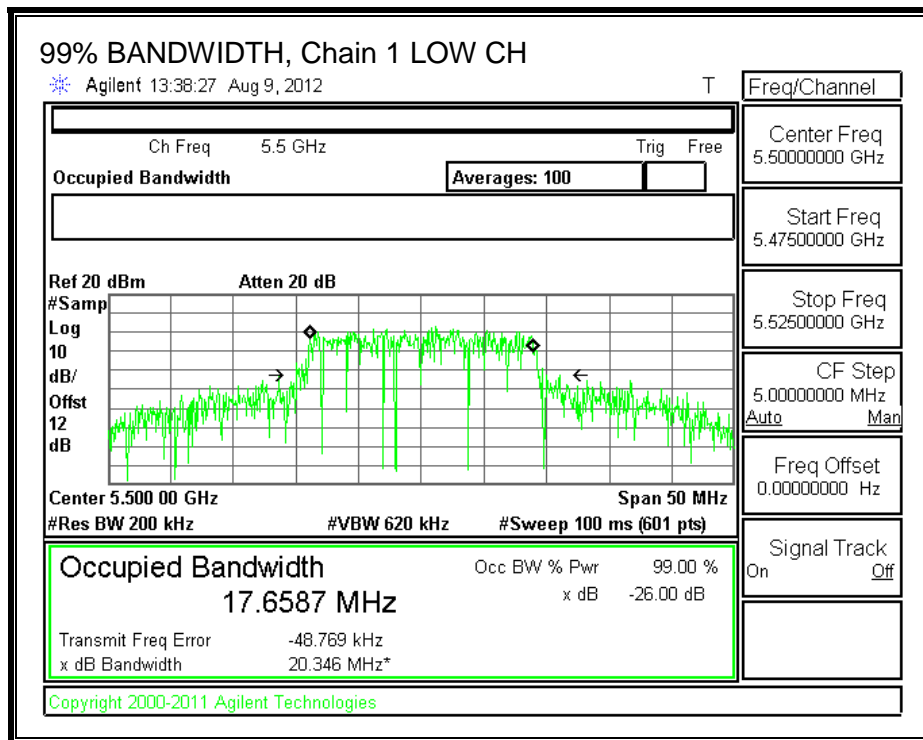 99% BANDWIDTH, Chain 1 LOW CH
Agilent 13:38:27 Aug 9, 2012 T
Ch Freq 5.5 GHz Trig Free
Occupied Bandwidth Averages: 100
Ref 20 dBm Atten 20 dB
#Samp
Log
10
dB/
Offst
12
dB
Center 5.500 00 GHz Span 50 MHz
#Res BW 200 kHz #VBW 620 kHz #Sweep 100 ms (601 pts)
Occupied Bandwidth Occ BW % Pwr 99.00 %
17.6587 MHz x dB -26.00 dB
Transmit Freq Error -48.769 kHz
x dB Bandwidth 20.346 MHz*
Copyright 2000-2011 Agilent Technologies
Freq/Channel
Center Freq
5.50000000 GHz
Start Freq
5.47500000 GHz
Stop Freq
5.52500000 GHz
CF Step
5.00000000 MHz
Auto Man
Freq Offset
0.00000000 Hz
Signal Track
On Off